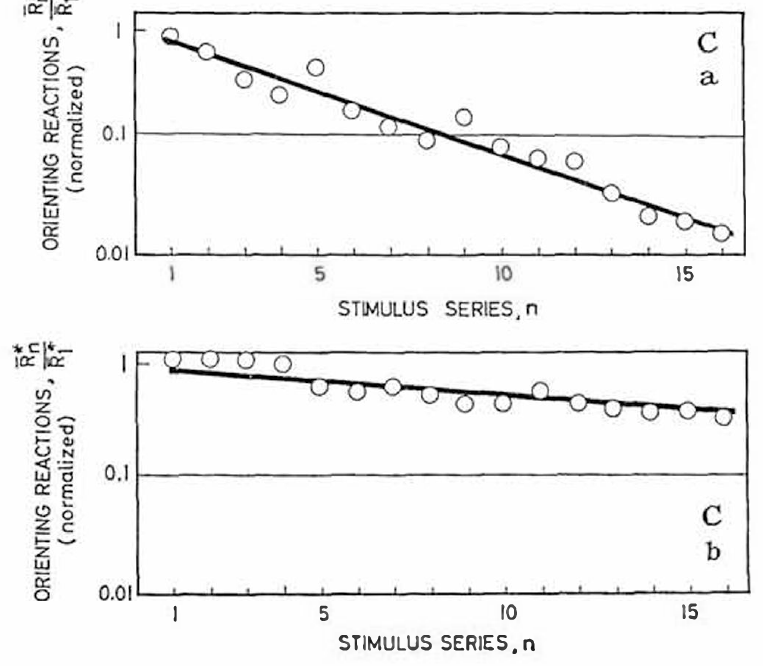 ORIENTING REACTIONS, R̄n/R̄1
(normalized)
1
0.1
0.01
C
a
1 5 10 15
STIMULUS SERIES, n
ORIENTING REACTIONS, R̄*n/R̄*1
(normalized)
1
0.1
0.01
C
b
1 5 10 15
STIMULUS SERIES, n